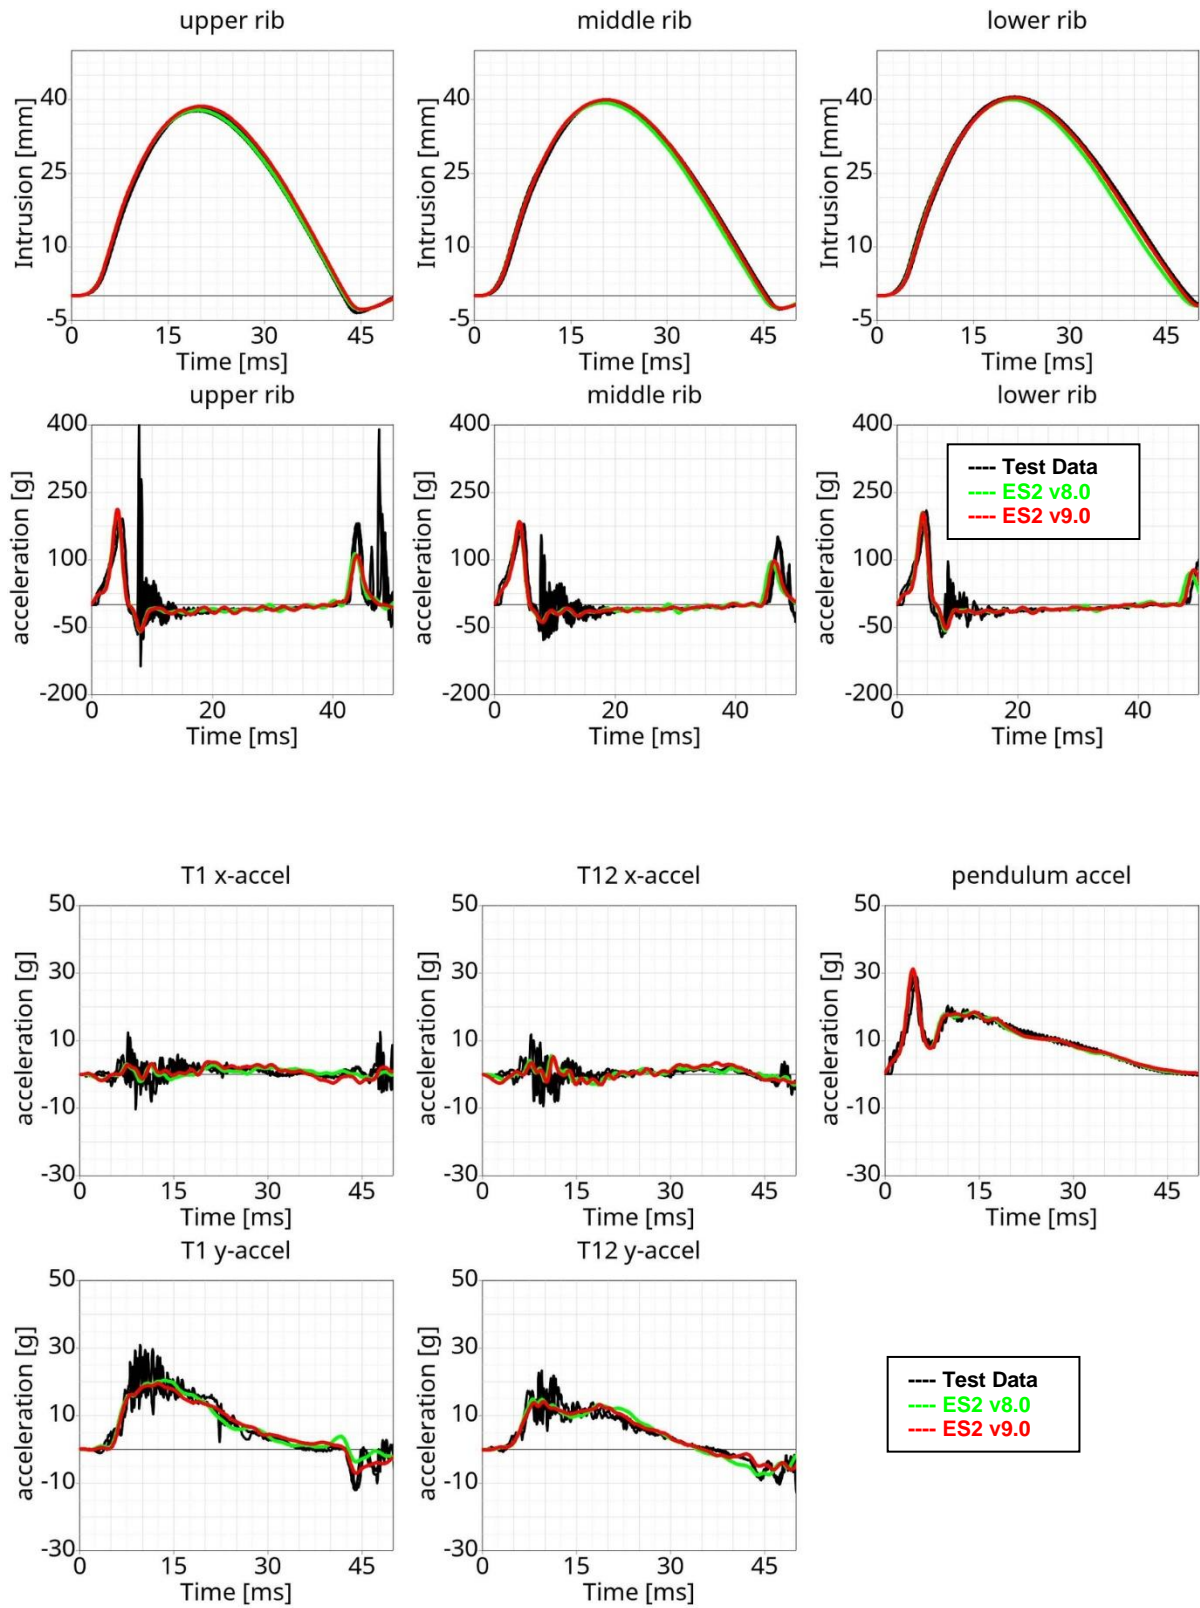 upper rib
middle rib
lower rib
Intrusion [mm]
40
25
10
-5
15
30
45
Time [ms]
Intrusion [mm]
40
25
10
-5
15
30
45
Time [ms]
Intrusion [mm]
40
25
10
-5
15
30
45
Time [ms]
upper rib
middle rib
lower rib
acceleration [g]
400
250
100
-50
-200
0
20
40
Time [ms]
acceleration [g]
400
250
100
-50
-200
0
20
40
Time [ms]
acceleration [g]
400
250
100
-50
-200
0
20
40
Time [ms]
---- Test Data
---- ES2 v8.0
---- ES2 v9.0
T1 x-accel
T12 x-accel
pendulum accel
acceleration [g]
50
30
10
-10
-30
0
15
30
45
Time [ms]
acceleration [g]
50
30
10
-10
-30
0
15
30
45
Time [ms]
acceleration [g]
50
30
10
-10
-30
0
15
30
45
Time [ms]
T1 y-accel
T12 y-accel
acceleration [g]
50
30
10
-10
-30
0
15
30
45
Time [ms]
acceleration [g]
50
30
10
-10
-30
0
15
30
45
Time [ms]
---- Test Data
---- ES2 v8.0
---- ES2 v9.0